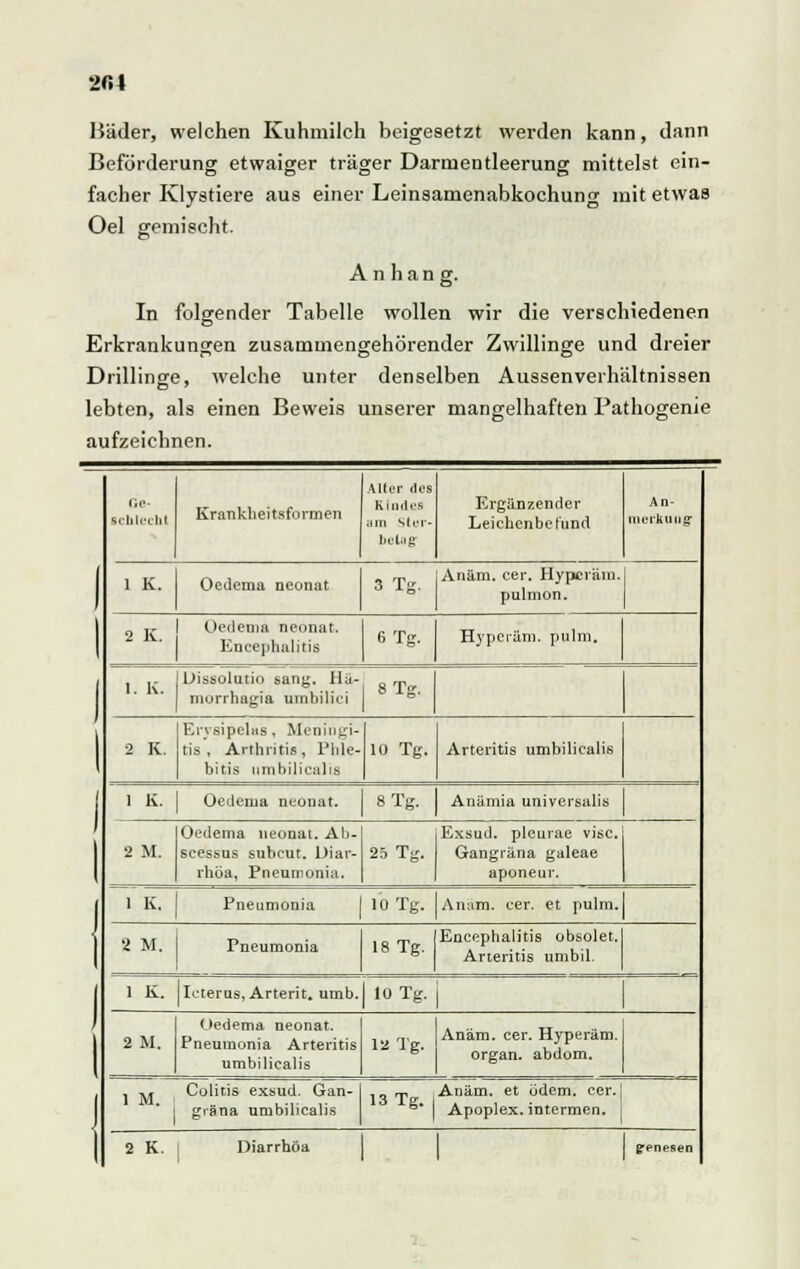 264
Bäder, welchen Kuhmilch beigesetzt werden kann, dann
Beförderung etwaiger träger Darmentleerung mittelst ein-
facher Klystiere aus einer Leinsamenabkochung mit etwas
Oel gemischt.
Anhang.
In folgender Tabelle wollen wir die verschiedenen
Erkrankungen zusammengehörender Zwillinge und dreier
Drillinge, welche unter denselben Aussenverhältnissen
lebten, als einen Beweis unserer mangelhaften Pathogenie
aufzeichnen.
Ge-
schlecht
Krankheitsformen
Alter des
Kindes
am Ster-
betag
Ergänzender
Leichenbefund
An-
merkung
1 K.
Oedema neonat
3 Tg.
Anäm. cer. Hyperäm.
pulmon.
2 K.
Oedema neonat.
Encephalitis
6 Tg.
Hyperäm. pulm.
1. K.
Dissolutio sang. Hä-
morrhagia umbilici
8 Tg.
2 K.
Erysipelas, Meningi-
tis, Arthritis, Phle-
bitis umbilicalis
10 Tg.
Arteritis umbilicalis
1 K.
Oedema neonat.
8 Tg.
Anämia universalis
2 M.
Oedema neonat. Ab-
scessus subcut. Diar-
rhöa, Pneumonia.
25 Tg.
Exsud. pleurae visc.
Gangräna galeae
aponeur.
1 K.
Pneumonia
10 Tg.
Anäm. cer. et pulm.
2 M.
Pneumonia
18 Tg.
Encephalitis obsolet.
Arteritis umbil.
1 K.
Icterus, Arterit. umb.
10 Tg.
2 M.
Oedema neonat.
Pneumonia Arteritis
umbilicalis
12 Tg.
Anäm. cer. Hyperäm.
organ. abdom.
1 M.
Colitis exsud. Gan-
gräna umbilicalis
13 Tg.
Anäm. et ödem. cer.
Apoplex. intermen.
2 K.
Diarrhöa
genesen